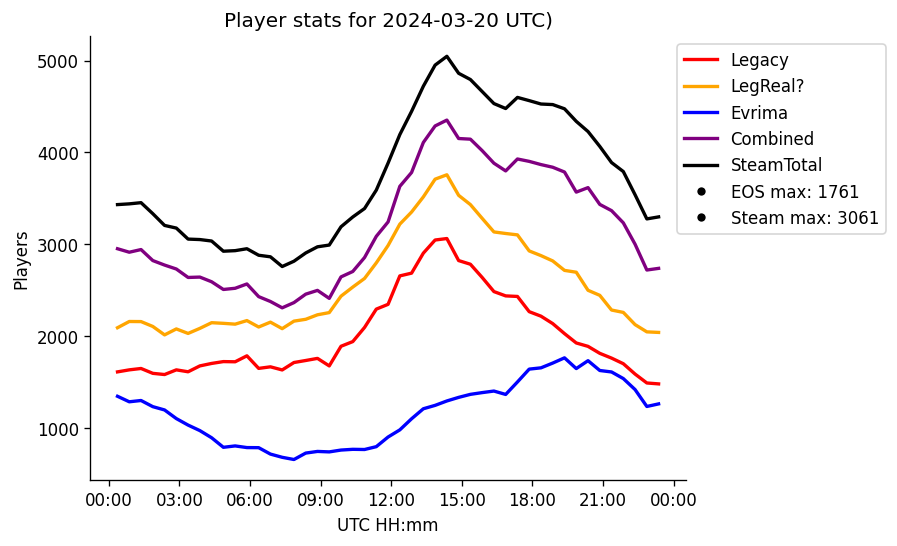 Player stats for 2024-03-20 UTC)
Legacy
LegReal?
Evrima
Combined
SteamTotal
EOS max: 1761
Steam max: 3061
Players
5000
4000
3000
2000
1000
00:00 03:00 06:00 09:00 12:00 15:00 18:00 21:00 00:00
UTC HH:mm